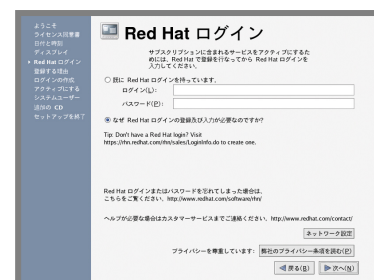 ようこそ
ライセンス同意書
日付と時刻
ディスプレイ
Red Hat ログイン
登録する理由
ログインの作成
アクティブにする
システムユーザー
追加の CD
セットアップを終了
Red Hat ログイン
サブスクリプションに含まれるサービスをアクティブにするた
めには、Red Hat で登録を行なってから Red Hat ログインを
入力してください。
既に Red Hat ログインを持っています。
ログイン(L):
パスワード(P):
なぜ Red Hat ログインの登録及び入力が必要なのですか?
Tip: Don't have a Red Hat login? Visit
https://rhn.redhat.com/rhn/sales/LoginInfo.do to create one.
Red Hat ログインまたはパスワードを忘れてしまった場合は、
こちらをご覧ください。http://www.redhat.com/software/rhn/
ヘルプが必要な場合はカスタマーサービスまでご連絡ください。http://www.redhat.com/contact/
ネットワーク設定
プライバシーを尊重しています:
弊社のプライバシー条項を読む(P)
戻る(B)
次へ(N)